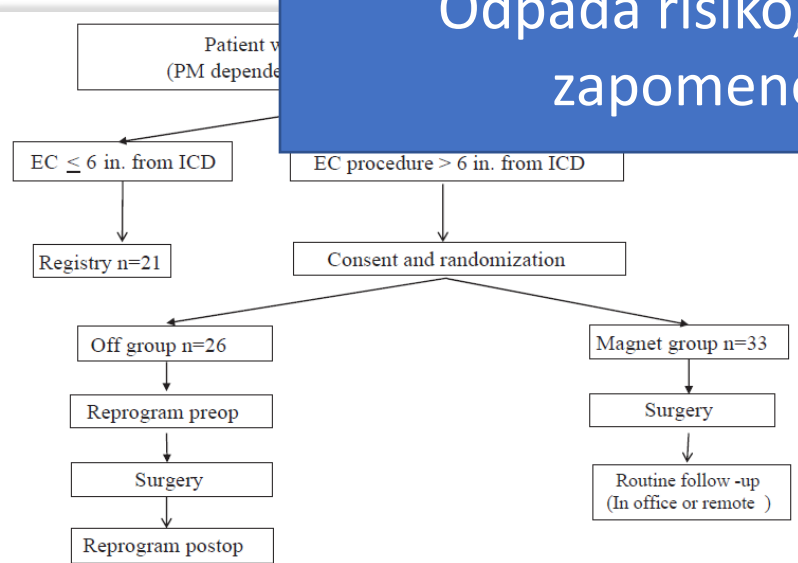 Odpadá risiko,
zapomen
Patient
(PM depende
EC ≤ 6 in. from ICD
EC procedure > 6 in. from ICD
Registry n=21
Consent and randomization
Off group n=26
Magnet group n=33
Reprogram preop
Surgery
Surgery
Routine follow -up
(In office or remote )
Reprogram postop